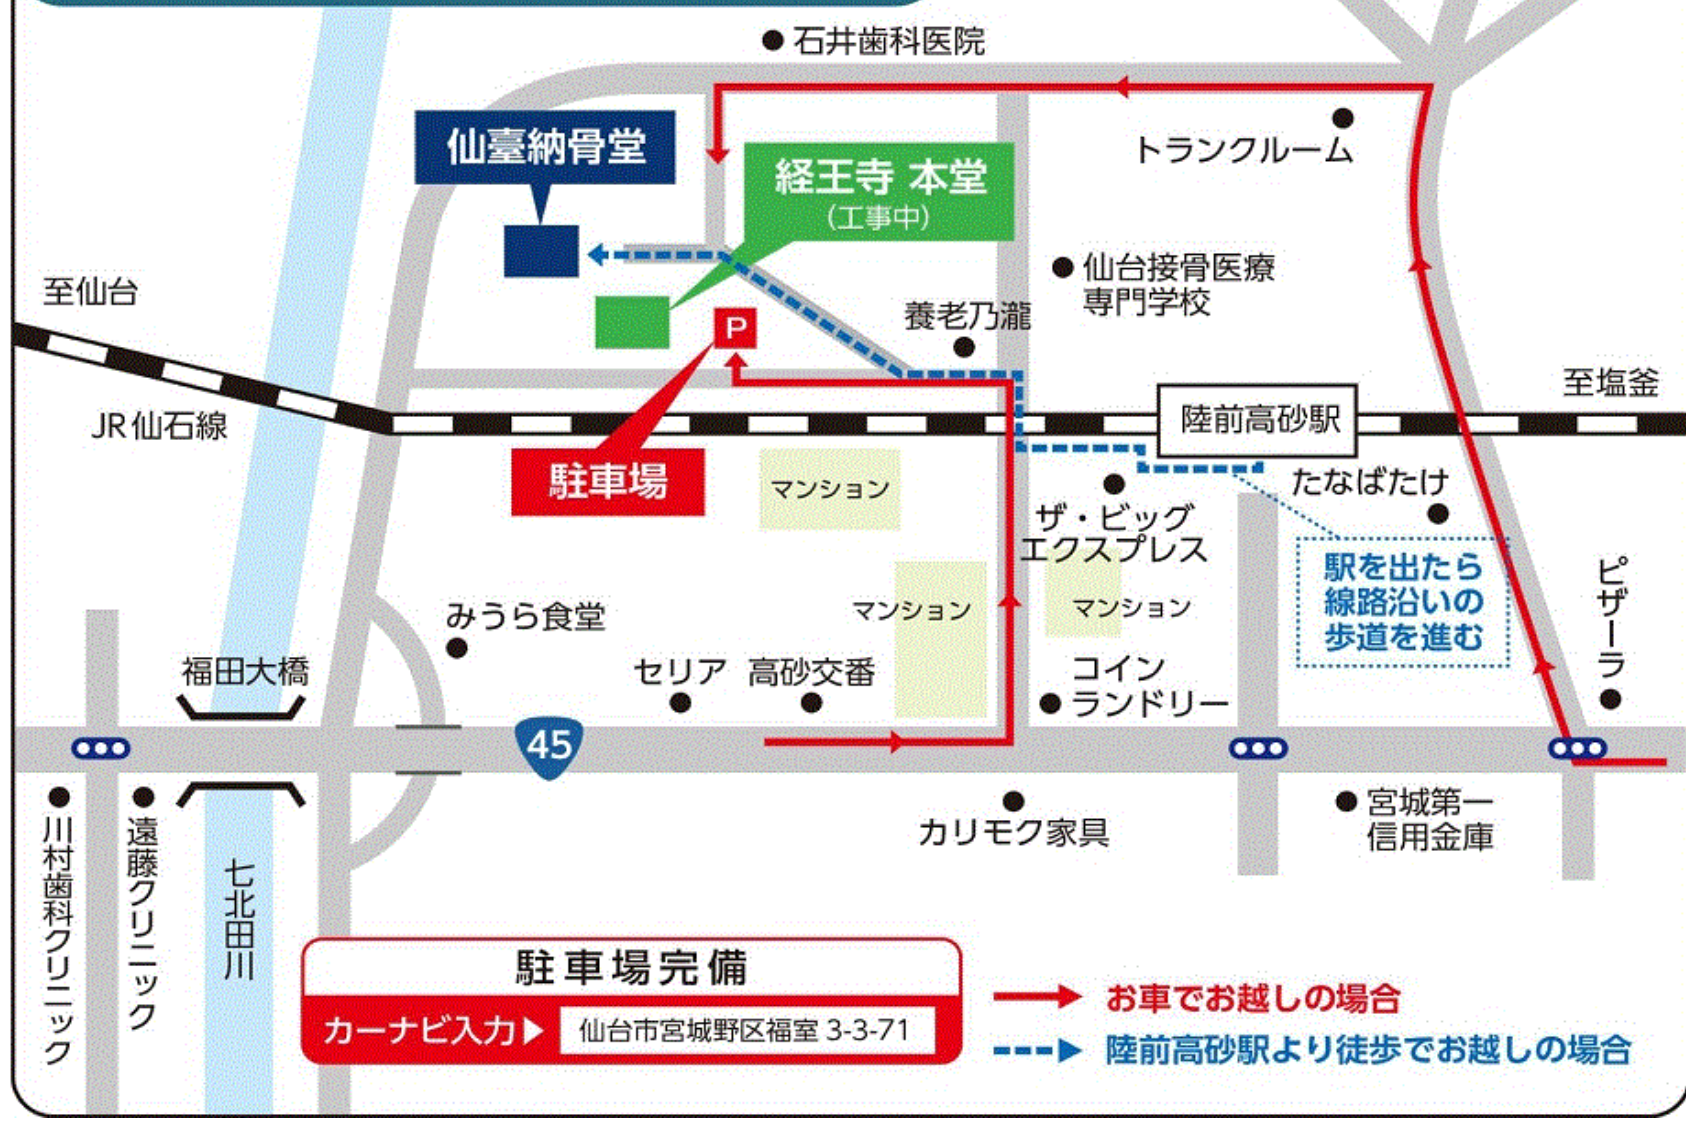 石井歯科医院
仙臺納骨堂
経王寺 本堂
（工事中）
トランクルーム
至仙台
仙台接骨医療
専門学校
養老乃瀧
P
至塩釜
JR仙石線
陸前高砂駅
駐車場
マンション
たなばたけ
ザ・ビッグ
エクスプレス
駅を出たら
線路沿いの
歩道を進む
ピザーラ
みうら食堂
マンション
マンション
福田大橋
セリア
高砂交番
コイン
ランドリー
45
カリモク家具
宮城第一
信用金庫
川村歯科クリニック
遠藤クリニック
七北田川
駐車場完備
カーナビ入力▶
仙台市宮城野区福室 3-3-71
お車でお越しの場合
陸前高砂駅より徒歩でお越しの場合